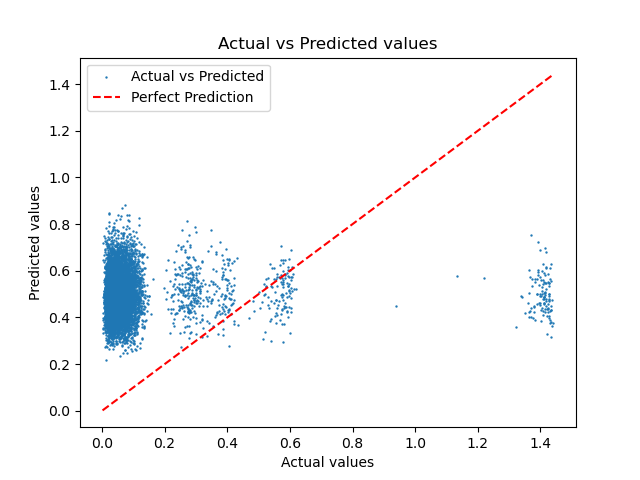 Actual vs Predicted values
Actual vs Predicted
Perfect Prediction
Predicted values
1.4
1.2
1.0
0.8
0.6
0.4
0.2
0.0
0.0 0.2 0.4 0.6 0.8 1.0 1.2 1.4
Actual values